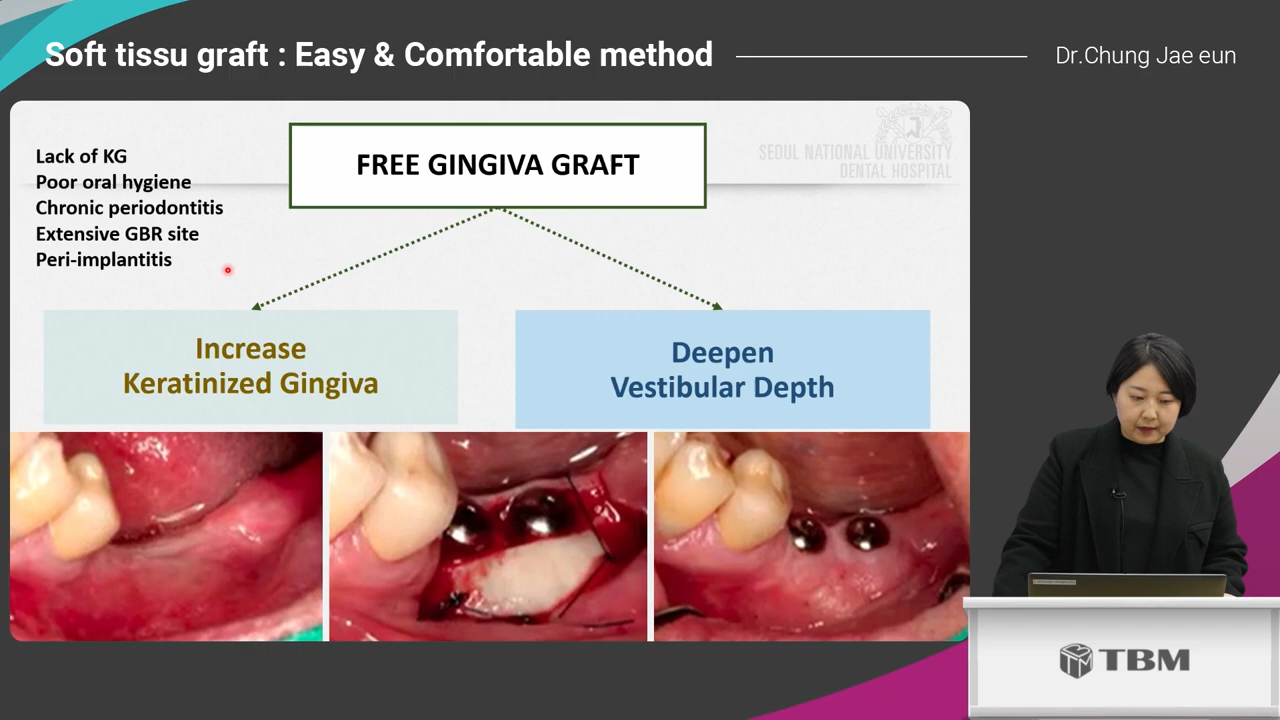 Soft tissu graft : Easy & Comfortable method
Dr.Chung Jae eun
Lack of KG
Poor oral hygiene
Chronic periodontitis
Extensive GBR site
Peri-implantitis
FREE GINGIVA GRAFT
SEOUL NATIONAL UNIVERSITY
DENTAL HOSPITAL
Increase
Keratinized Gingiva
Deepen
Vestibular Depth
TBM